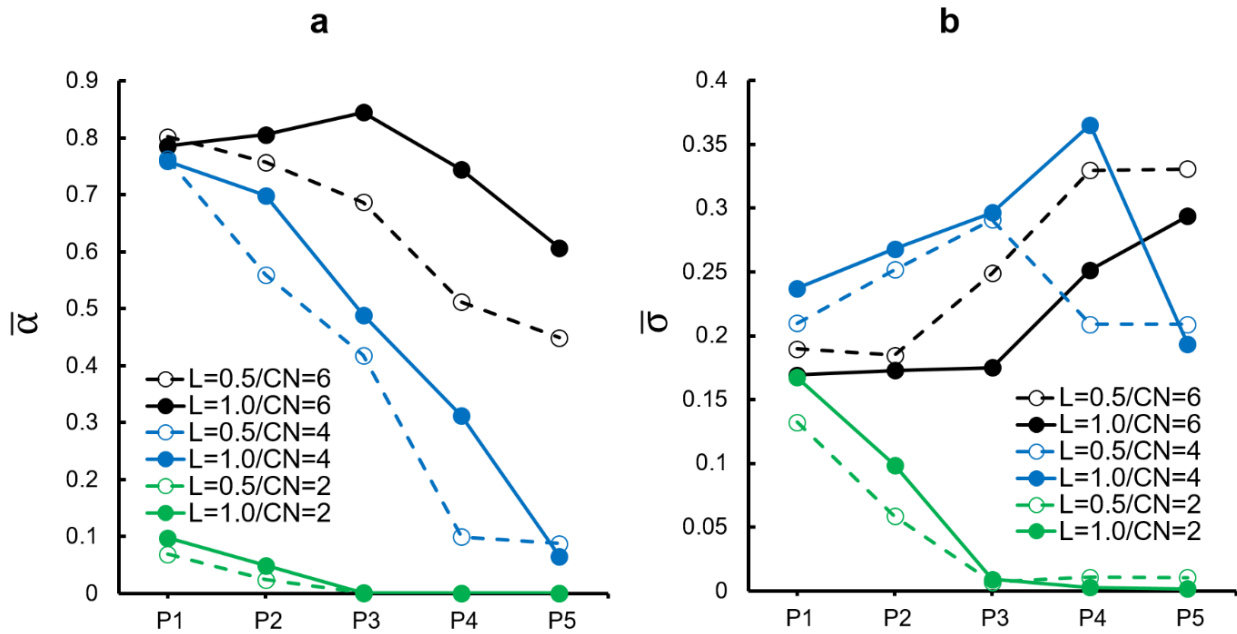 a
0.9
0.8
0.7
0.6
0.5
0.4
0.3
0.2
0.1
0
α̅
L=0.5/CN=6
L=1.0/CN=6
L=0.5/CN=4
L=1.0/CN=4
L=0.5/CN=2
L=1.0/CN=2
P1 P2 P3 P4 P5
b
0.4
0.35
0.3
0.25
0.2
0.15
0.1
0.05
0
σ̅
L=0.5/CN=6
L=1.0/CN=6
L=0.5/CN=4
L=1.0/CN=4
L=0.5/CN=2
L=1.0/CN=2
P1 P2 P3 P4 P5